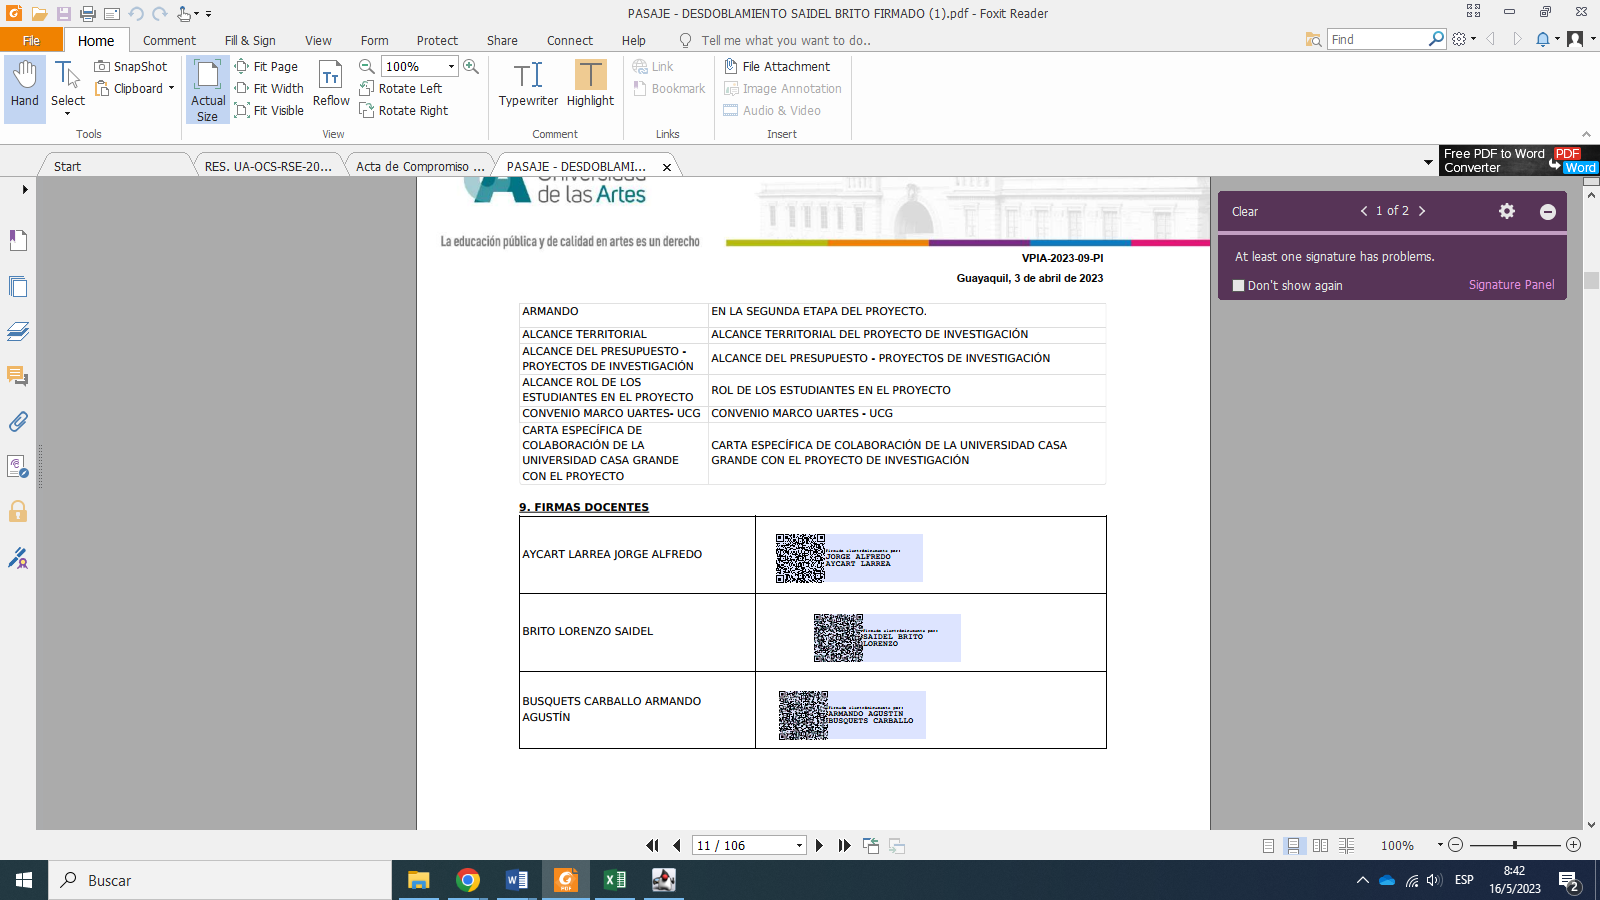 PASAJE - DESDOBLAMIENTO SAIDEL BRITO FIRMADO (1).pdf - Foxit Reader
File Home Comment Fill & Sign View Form Protect Share Connect Help Tell me what you want to do.. Find
Hand
Select
SnapShot
Clipboard
Tools
Actual Size
Fit Page
Fit Width
Fit Visible
Reflow
100%
Rotate Left
Rotate Right
View
Typewriter
Highlight
Comment
Link
Bookmark
Links
File Attachment
Image Annotation
Audio & Video
Insert
Start
RES. UA-OCS-RSE-20...
Acta de Compromiso ...
PASAJE - DESDOBLAMI...
Free PDF to Word PDF
Converter Word
Universidad
de las Artes
La educación pública y de calidad en artes es un derecho
VPIA-2023-09-PI
Guayaquil, 3 de abril de 2023
Clear
1 of 2
At least one signature has problems.
Don't show again
Signature Panel
ARMANDO
EN LA SEGUNDA ETAPA DEL PROYECTO.
ALCANCE TERRITORIAL
ALCANCE TERRITORIAL DEL PROYECTO DE INVESTIGACIÓN
ALCANCE DEL PRESUPUESTO -
PROYECTOS DE INVESTIGACIÓN
ALCANCE DEL PRESUPUESTO - PROYECTOS DE INVESTIGACIÓN
ALCANCE ROL DE LOS
ESTUDIANTES EN EL PROYECTO
ROL DE LOS ESTUDIANTES EN EL PROYECTO
CONVENIO MARCO UARTES- UCG
CONVENIO MARCO UARTES - UCG
CARTA ESPECÍFICA DE
COLABORACIÓN DE LA
UNIVERSIDAD CASA GRANDE
CON EL PROYECTO
CARTA ESPECÍFICA DE COLABORACIÓN DE LA UNIVERSIDAD CASA
GRANDE CON EL PROYECTO DE INVESTIGACIÓN
9. FIRMAS DOCENTES
AYCART LARREA JORGE ALFREDO
Firmado electrónicamente por:
JORGE ALFREDO
AYCART LARREA
BRITO LORENZO SAIDEL
Firmado electrónicamente por:
SAIDEL BRITO
LORENZO
BUSQUETS CARBALLO ARMANDO
AGUSTÍN
Firmado electrónicamente por:
ARMANDO AGUSTIN
BUSQUETS CARBALLO
11 / 106
100%
Buscar
ESP
8:42
16/5/2023
2